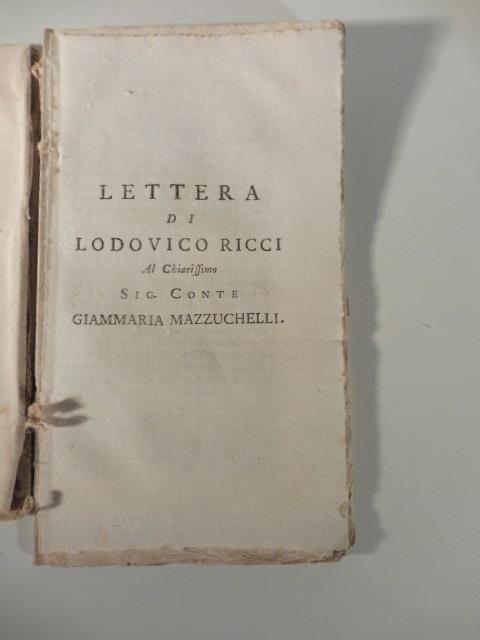 LETTERA
DI
LODOVICO RICCI
Al Chiariſſimo
SIG. CONTE
GIAMMARIA MAZZUCHELLI.